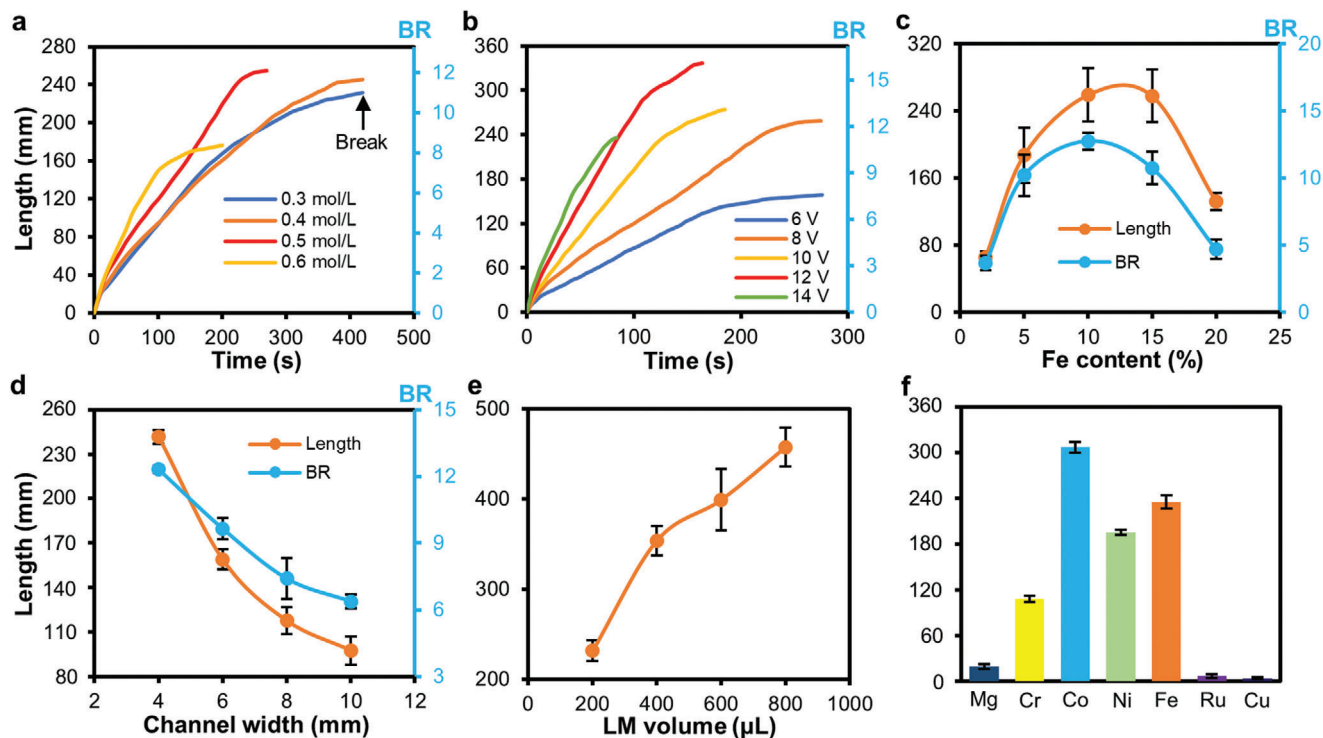 a
BR
Length (mm)
280
240
200
160
120
80
40
0
12
11
9
8
6
4
2
0
Break
0.3 mol/L
0.4 mol/L
0.5 mol/L
0.6 mol/L
0 100 200 300 400 500
Time (s)
b
BR
360
300
240
180
120
60
0
15
12
9
6
3
0
6 V
8 V
10 V
12 V
14 V
0 100 200 300
Time (s)
c
BR
320
240
160
80
0
20
15
10
5
0
Length
BR
0 5 10 15 20 25
Fe content (%)
d
BR
Length (mm)
260
230
200
170
140
110
80
15
12
9
6
3
Length
BR
2 4 6 8 10 12
Channel width (mm)
e
500
400
300
200
0 200 400 600 800 1000
LM volume (μL)
f
360
300
240
180
120
60
0
Mg Cr Co Ni Fe Ru Cu